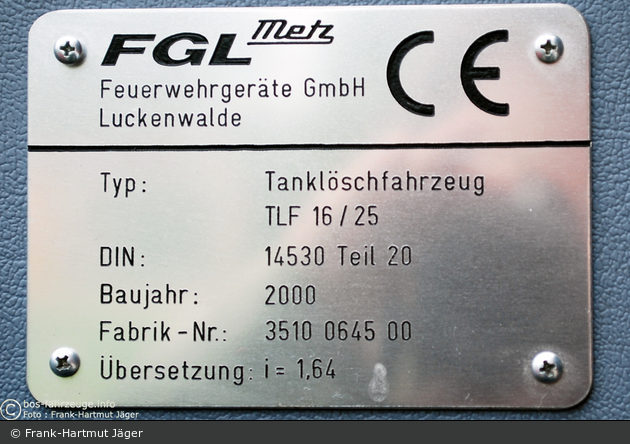 FGL Metz CE
Feuerwehrgeräte GmbH
Luckenwalde
Typ: Tanklöschfahrzeug
TLF 16/25
DIN: 14530 Teil 20
Baujahr: 2000
Fabrik-Nr.: 3510 0645 00
Übersetzung: i= 1,64
© bos-fahrzeuge.info
Foto : Frank-Hartmut Jäger
© Frank-Hartmut Jäger